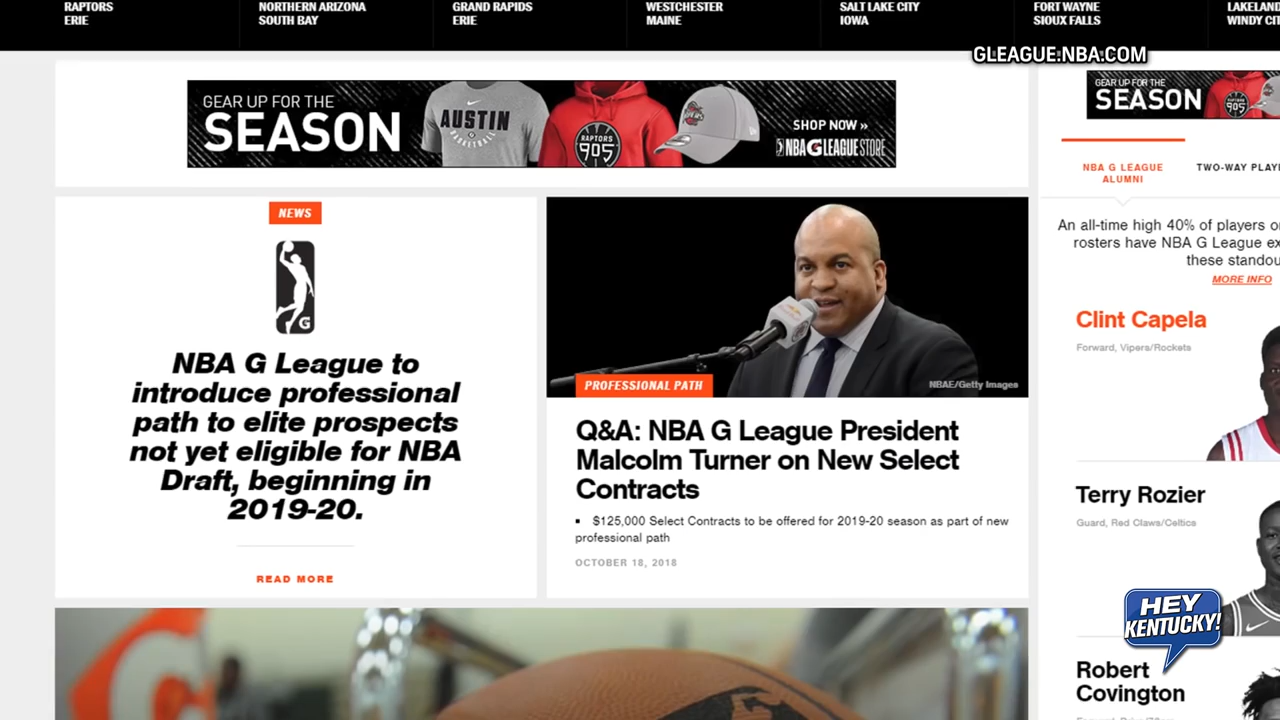 RAPTORS
ERIE
NORTHERN ARIZONA
SOUTH BAY
GRAND RAPIDS
ERIE
WESTCHESTER
MAINE
SALT LAKE CITY
IOWA
FORT WAYNE
SIOUX FALLS
LAKELAND
WINDY CIT
GLEAGUE.NBA.COM
GEAR UP FOR THE
SEASON
AUSTIN
BASKETBALL
RAPTORS
905
SHOP NOW »
NBA G LEAGUE STORE
GEAR UP FOR THE
SEASON
NBA G LEAGUE
ALUMNI
TWO-WAY PLAY
An all-time high 40% of players o
rosters have NBA G League ex
these standou
MORE INFO
Clint Capela
Forward, Vipers/Rockets
Terry Rozier
Guard, Red Claws/Celtics
Robert
Covington
NEWS
G
NBA G League to
introduce professional
path to elite prospects
not yet eligible for NBA
Draft, beginning in
2019-20.
READ MORE
PROFESSIONAL PATH
NBAE/Getty Images
Q&A: NBA G League President
Malcolm Turner on New Select
Contracts
▪ $125,000 Select Contracts to be offered for 2019-20 season as part of new
professional path
OCTOBER 18, 2018
HEY
KENTUCKY!